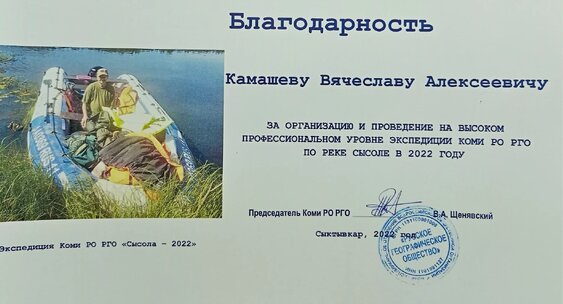 Благодарность
Камашеву Вячеславу Алексеевичу
ЗА ОРГАНИЗАЦИЮ И ПРОВЕДЕНИЕ НА ВЫСОКОМ
ПРОФЕССИОНАЛЬНОМ УРОВНЕ ЭКСПЕДИЦИИ КОМИ РО РГО
ПО РЕКЕ СЫСОЛЕ В 2022 ГОДУ
Председатель Коми РО РГО В.А. Щенявский
Сыктывкар, 2022 год
Экспедиция Коми РО РГО «Сысола – 2022»
ГЕОГРАФИЧЕСКОЕ
ОБЩЕСТВО»